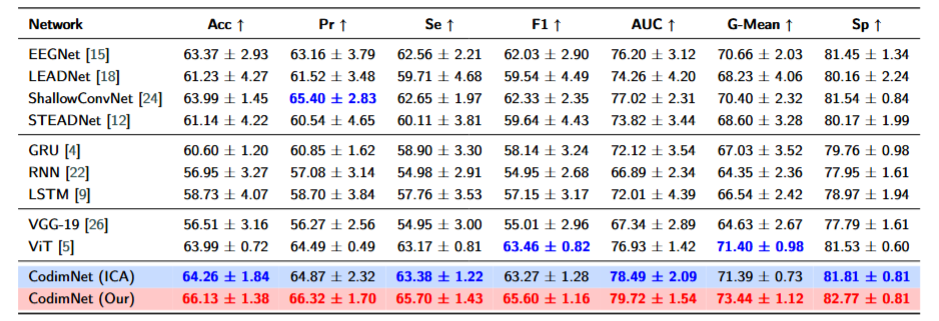 Network Acc ↑ Pr ↑ Se ↑ F1 ↑ AUC ↑ G-Mean ↑ Sp ↑
EEGNet [15] 63.37 ± 2.93 63.16 ± 3.79 62.56 ± 2.21 62.03 ± 2.90 76.20 ± 3.12 70.66 ± 2.03 81.45 ± 1.34
LEADNet [18] 61.23 ± 4.27 61.52 ± 3.48 59.71 ± 4.68 59.54 ± 4.49 74.26 ± 4.20 68.23 ± 4.06 80.16 ± 2.24
ShallowConvNet [24] 63.99 ± 1.45 65.40 ± 2.83 62.65 ± 1.97 62.33 ± 2.35 77.02 ± 2.31 70.40 ± 2.32 81.54 ± 0.84
STEADNet [12] 61.14 ± 4.22 60.54 ± 4.65 60.11 ± 3.81 59.64 ± 4.43 73.82 ± 3.44 68.60 ± 3.28 80.17 ± 1.99
GRU [4] 60.60 ± 1.20 60.85 ± 1.62 58.90 ± 3.30 58.14 ± 3.24 72.12 ± 3.54 67.03 ± 3.52 79.76 ± 0.98
RNN [22] 56.95 ± 3.27 57.08 ± 3.14 54.98 ± 2.91 54.95 ± 2.68 66.89 ± 2.34 64.35 ± 2.36 77.95 ± 1.61
LSTM [9] 58.73 ± 4.07 58.70 ± 3.84 57.76 ± 3.53 57.15 ± 3.17 72.01 ± 4.39 66.54 ± 2.42 78.97 ± 1.94
VGG-19 [26] 56.51 ± 3.16 56.27 ± 2.56 54.95 ± 3.00 55.01 ± 2.96 67.34 ± 2.89 64.63 ± 2.67 77.79 ± 1.61
ViT [5] 63.99 ± 0.72 64.49 ± 0.49 63.17 ± 0.81 63.46 ± 0.82 76.93 ± 1.42 71.40 ± 0.98 81.53 ± 0.60
CodimNet (ICA) 64.26 ± 1.84 64.87 ± 2.32 63.38 ± 1.22 63.27 ± 1.28 78.49 ± 2.09 71.39 ± 0.73 81.81 ± 0.81
CodimNet (Our) 66.13 ± 1.38 66.32 ± 1.70 65.70 ± 1.43 65.60 ± 1.16 79.72 ± 1.54 73.44 ± 1.12 82.77 ± 0.81